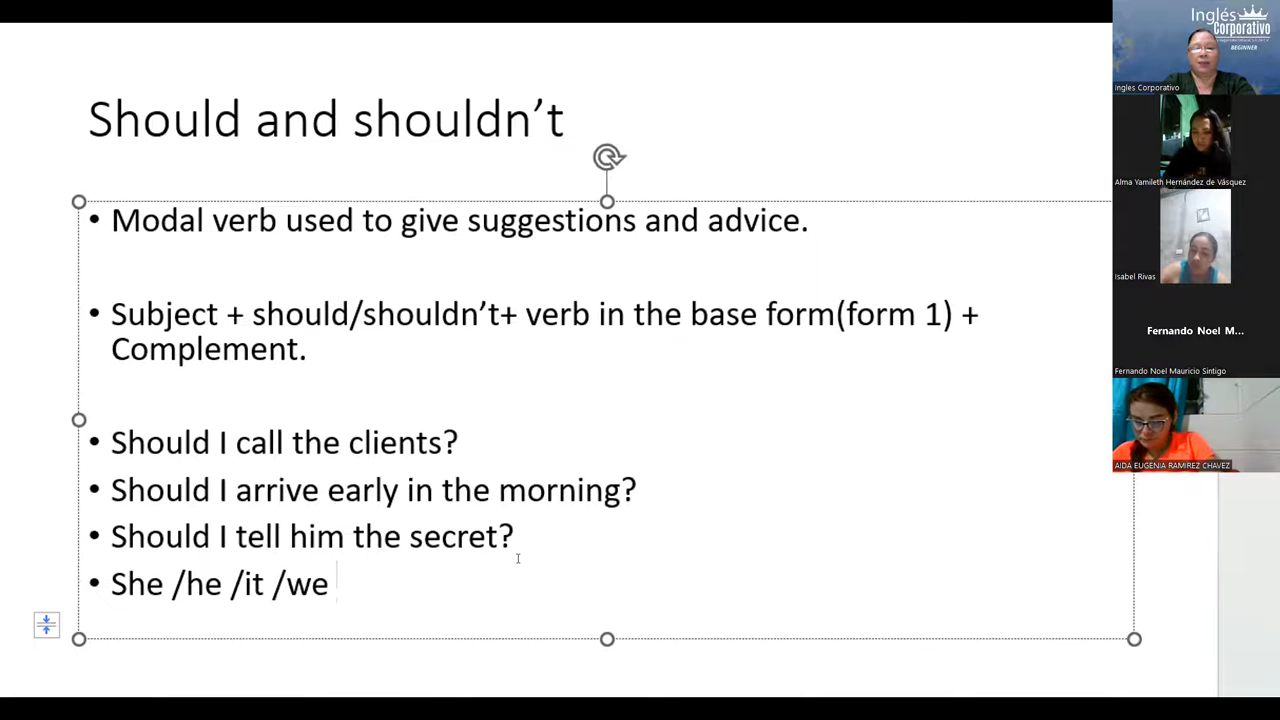 Should and shouldn't
• Modal verb used to give suggestions and advice.
• Subject + should/shouldn't+ verb in the base form(form 1) +
Complement.
• Should I call the clients?
• Should I arrive early in the morning?
• Should I tell him the secret?
• She /he /it /we
Inglés
Corporativo
BEGINNER
Ingles Corporativo
Alma Yamileth Hernández de Vásquez
Isabel Rivas
Fernando Noel M...
Fernando Noel Mauricio Sintigo
AIDA EUGENIA RAMIREZ CHAVEZ